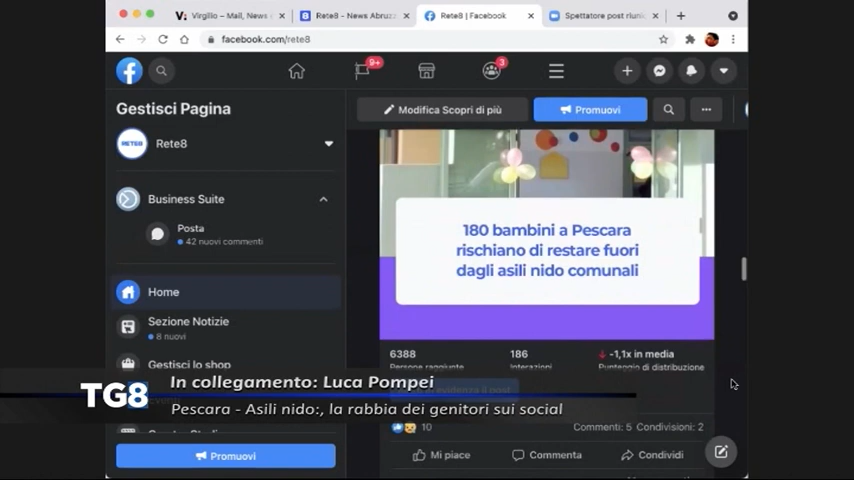 Virgilio – Mail, News e
Rete8 - News Abruzz
Rete8 | Facebook
Spettatore post riunio
facebook.com/rete8
9+
3
Gestisci Pagina
Modifica Scopri di più
Promuovi
RETE8
Rete8
Business Suite
Posta
42 nuovi commenti
180 bambini a Pescara
rischiano di restare fuori
dagli asili nido comunali
Home
Sezione Notizie
8 nuovi
6388
186
-1,1x in media
Persone raggiunte
Interazioni
Punteggio di distribuzione
Gestisci lo shop
TG8
In collegamento: Luca Pompei
Pescara - Asili nido:, la rabbia dei genitori sui social
10
Commenti: 5 Condivisioni: 2
Promuovi
Mi piace
Commenta
Condividi